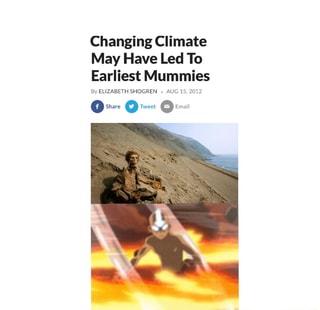 Changing Climate
May Have Led To
Earliest Mummies
By ELIZABETH SHOGREN • AUG 15, 2012
f Share Tweet Email